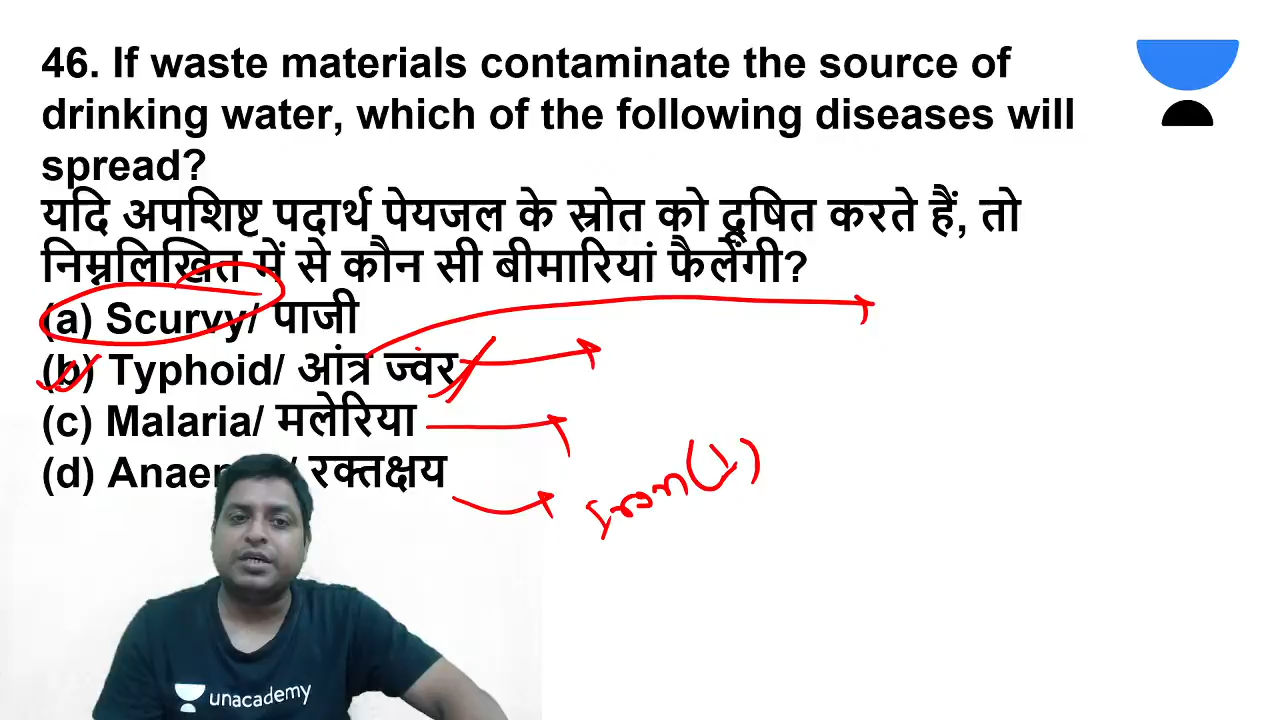 46. If waste materials contaminate the source of
drinking water, which of the following diseases will
spread?
यदि अपशिष्ट पदार्थ पेयजल के स्रोत को दूषित करते हैं, तो
निम्नलिखित में से कौन सी बीमारियां फैलेंगी?
(a) Scurvy/ पाजी
(b) Typhoid/ आंत्र ज्वर
(c) Malaria/ मलेरिया
(d) / रक्तक्षय
Iron(↓)
unacademy